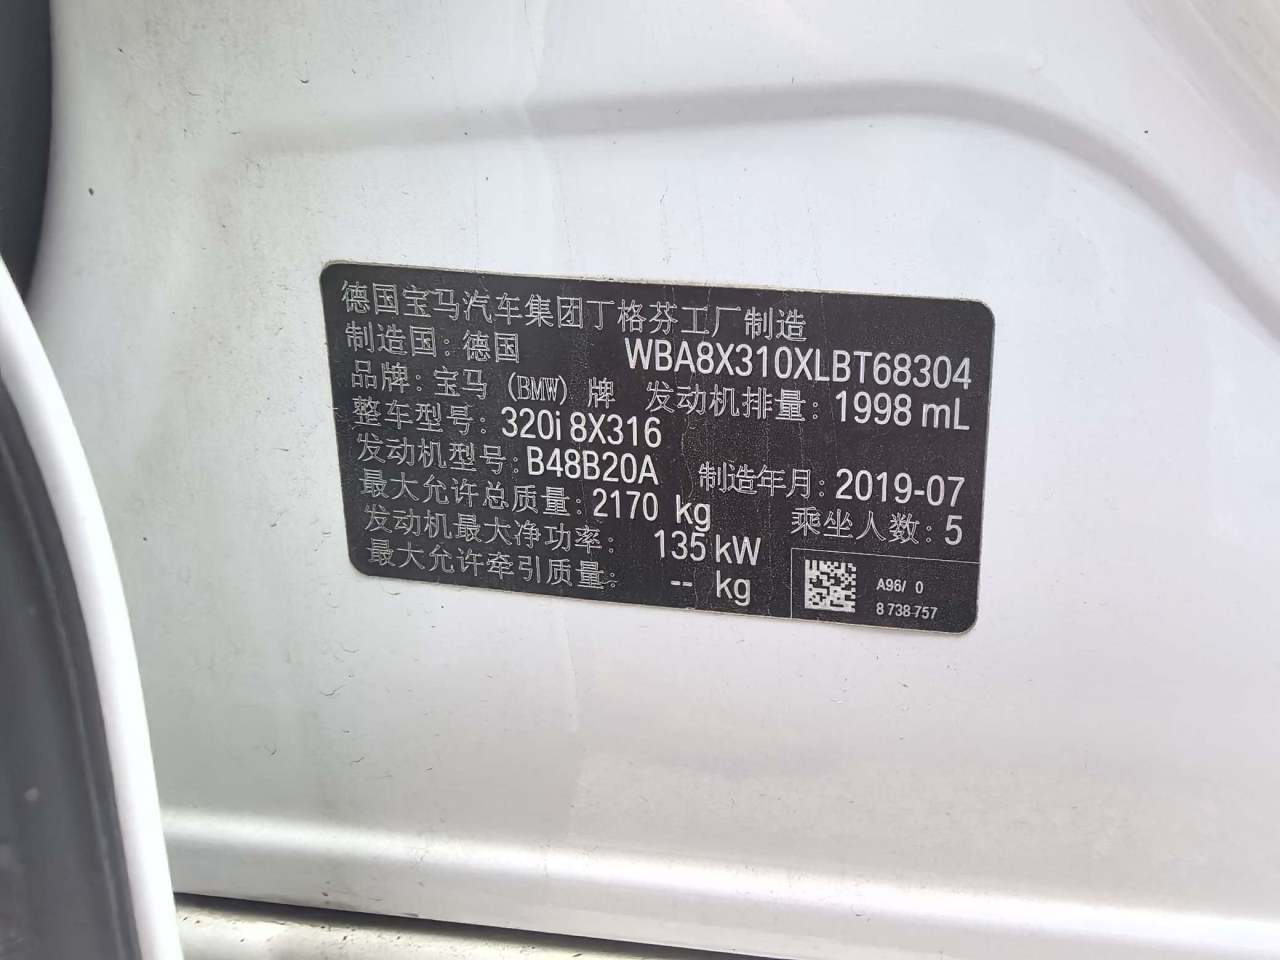 德国宝马汽车集团丁格芬工厂制造
制造国: 德国 WBA8X310XLBT68304
品牌: 宝马 (BMW) 牌 发动机排量: 1998 mL
整车型号: 320i 8X316
发动机型号: B48B20A 制造年月: 2019-07
最大允许总质量: 2170 kg 乘坐人数: 5
发动机最大净功率: 135 kW
最大允许牵引质量: -- kg
A96/ 0
8 738 757